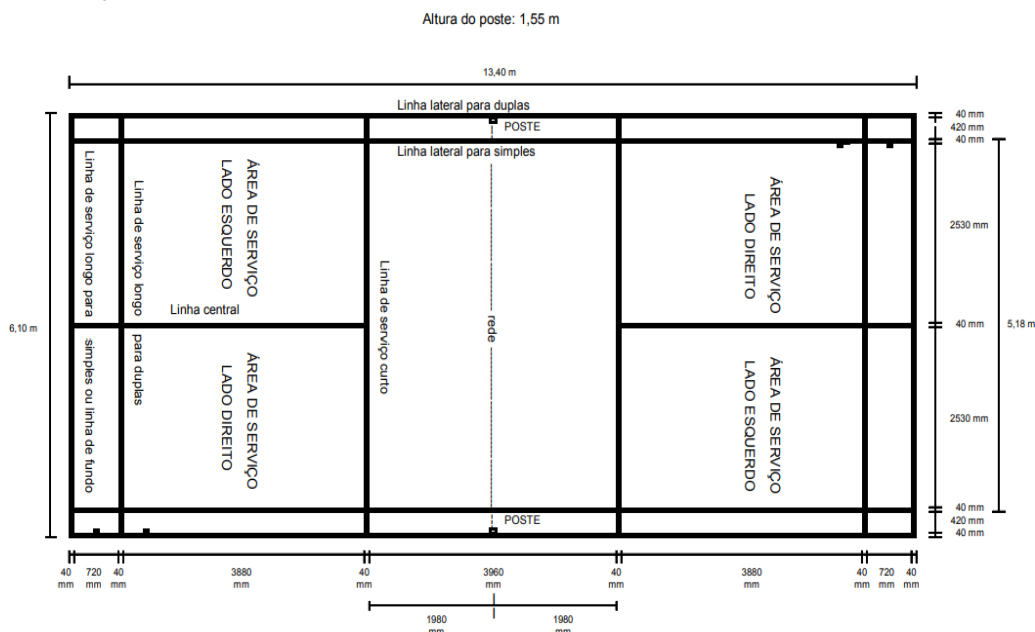 Altura do poste: 1,55 m
13,40 m
Linha lateral para duplas
POSTE
Linha lateral para simples
40 mm
420 mm
40 mm
Linha de serviço longo para
simples ou linha de fundo
Linha de serviço longo
para duplas
ÁREA DE SERVIÇO
LADO ESQUERDO
Linha central
ÁREA DE SERVIÇO
LADO DIREITO
Linha de serviço curto
rede
ÁREA DE SERVIÇO
LADO DIREITO
ÁREA DE SERVIÇO
LADO ESQUERDO
6,10 m
2530 mm
40 mm
5,18 m
2530 mm
POSTE
40 mm
420 mm
40 mm
40
mm
720
mm
40
mm
3880
mm
40
mm
3960
mm
40
mm
3880
mm
40
mm
720
mm
40
mm
1980
mm
1980
mm